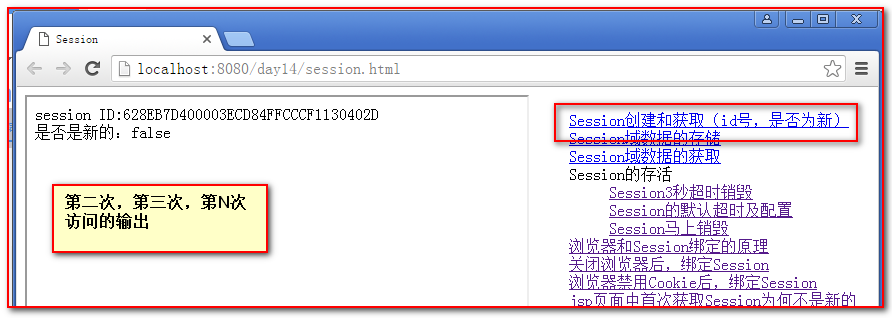 Session
localhost:8080/day14/session.html
session ID:628EB7D400003ECD84FFCCCF1130402D
是否是新的：false
第二次，第三次，第N次
访问的输出
Session创建和获取（id号，是否为新）
Session域数据的存储
Session域数据的获取
Session的存活
Session3秒超时销毁
Session的默认超时及配置
Session马上销毁
浏览器和Session绑定的原理
关闭浏览器后，绑定Session
浏览器禁用Cookie后，绑定Session
jsp页面中首次获取Session为何不是新的